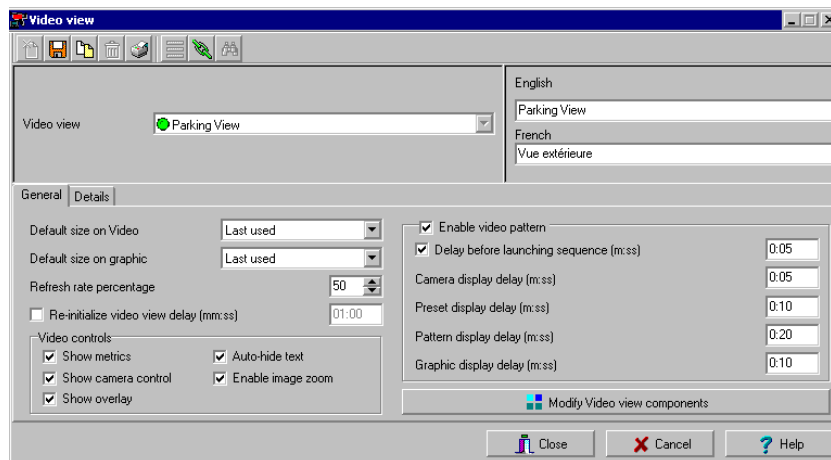 Video view
English
Video view
Parking View
Parking View
French
Vue extérieure
General
Details
Default size on Video
Last used
Default size on graphic
Last used
Refresh rate percentage
50
Re-initialize video view delay (mm:ss)
01:00
Video controls
Show metrics
Auto-hide text
Show camera control
Enable image zoom
Show overlay
Enable video pattern
Delay before launching sequence (m:ss)
0:05
Camera display delay (m:ss)
0:05
Preset display delay (m:ss)
0:10
Pattern display delay (m:ss)
0:20
Graphic display delay (m:ss)
0:10
Modify Video view components
Close
Cancel
Help